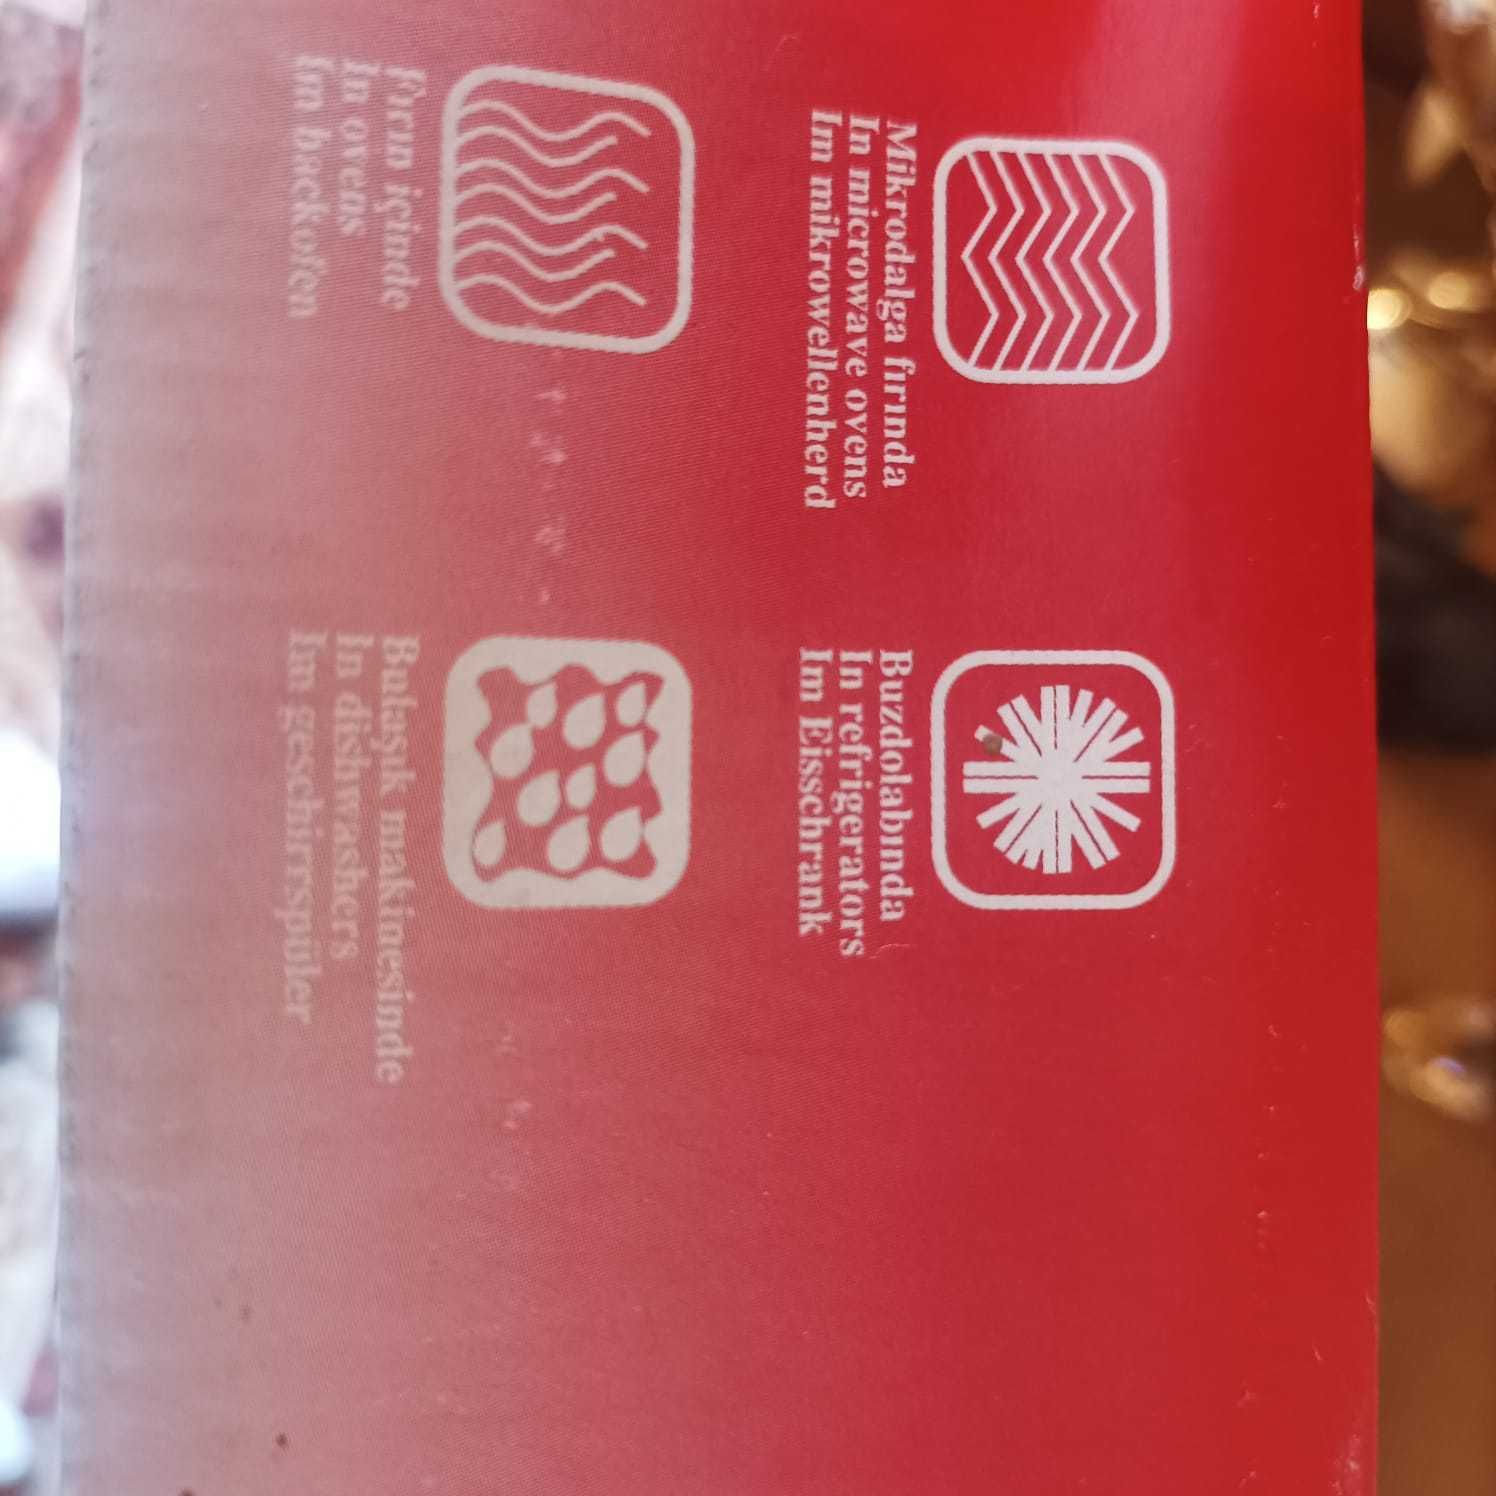 Mikrodalga fırında
In microwave ovens
Im mikrowellenherd
Buzdolabında
In refrigerators
Im Eisschrank
Fırın içinde
In ovens
Im backofen
Bulaşık makinesinde
In dishwashers
Im geschirrspüler